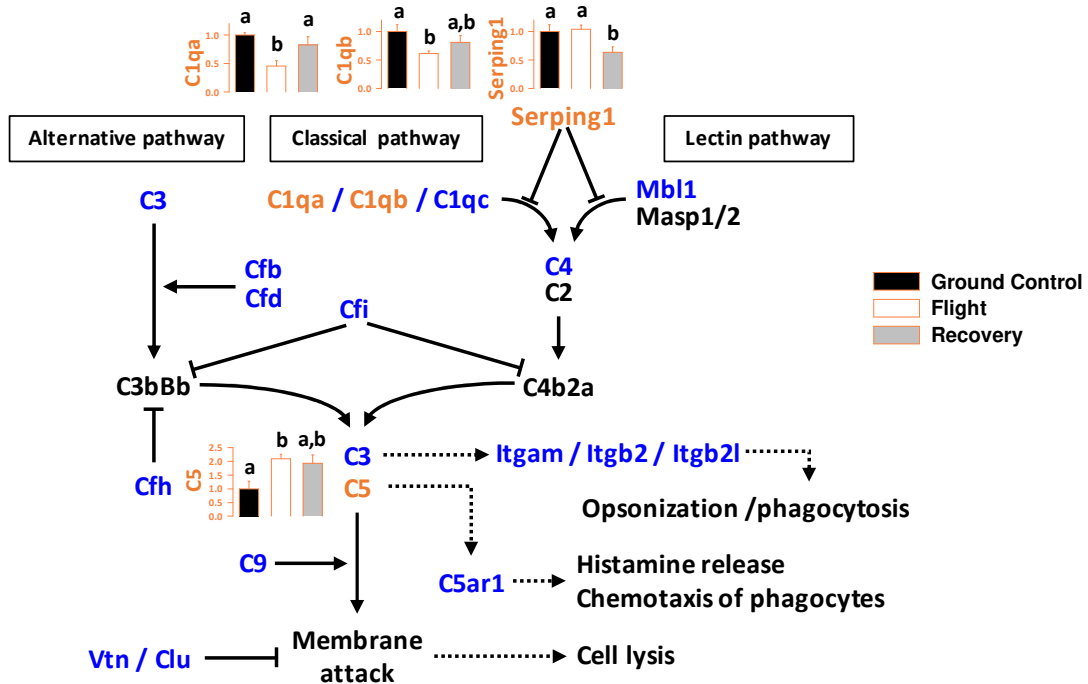 a
b
a
C1qa
1.0
0.5
0.0
a
b
a,b
C1qb
1.0
0.5
0.0
a
a
b
Serping1
1.0
0.5
0.0
Serping1
Alternative pathway
Classical pathway
Lectin pathway
C3
C1qa / C1qb / C1qc
Mbl1
Masp1/2
Cfb
Cfd
C4
C2
Cfi
Ground Control
Flight
Recovery
C3bBb
C4b2a
a
b
a,b
C5
2.5
2.0
1.5
1.0
0.5
0.0
Cfh
C3
C5
Itgam / Itgb2 / Itgb2l
Opsonization /phagocytosis
C9
C5ar1
Histamine release
Chemotaxis of phagocytes
Vtn / Clu
Membrane
attack
Cell lysis